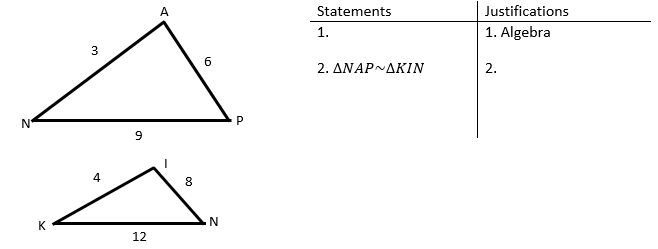 A
3
6
N
P
9
I
4
8
K
N
12
Statements
Justifications
1.
1. Algebra
2. ΔNAP~ΔKIN
2.